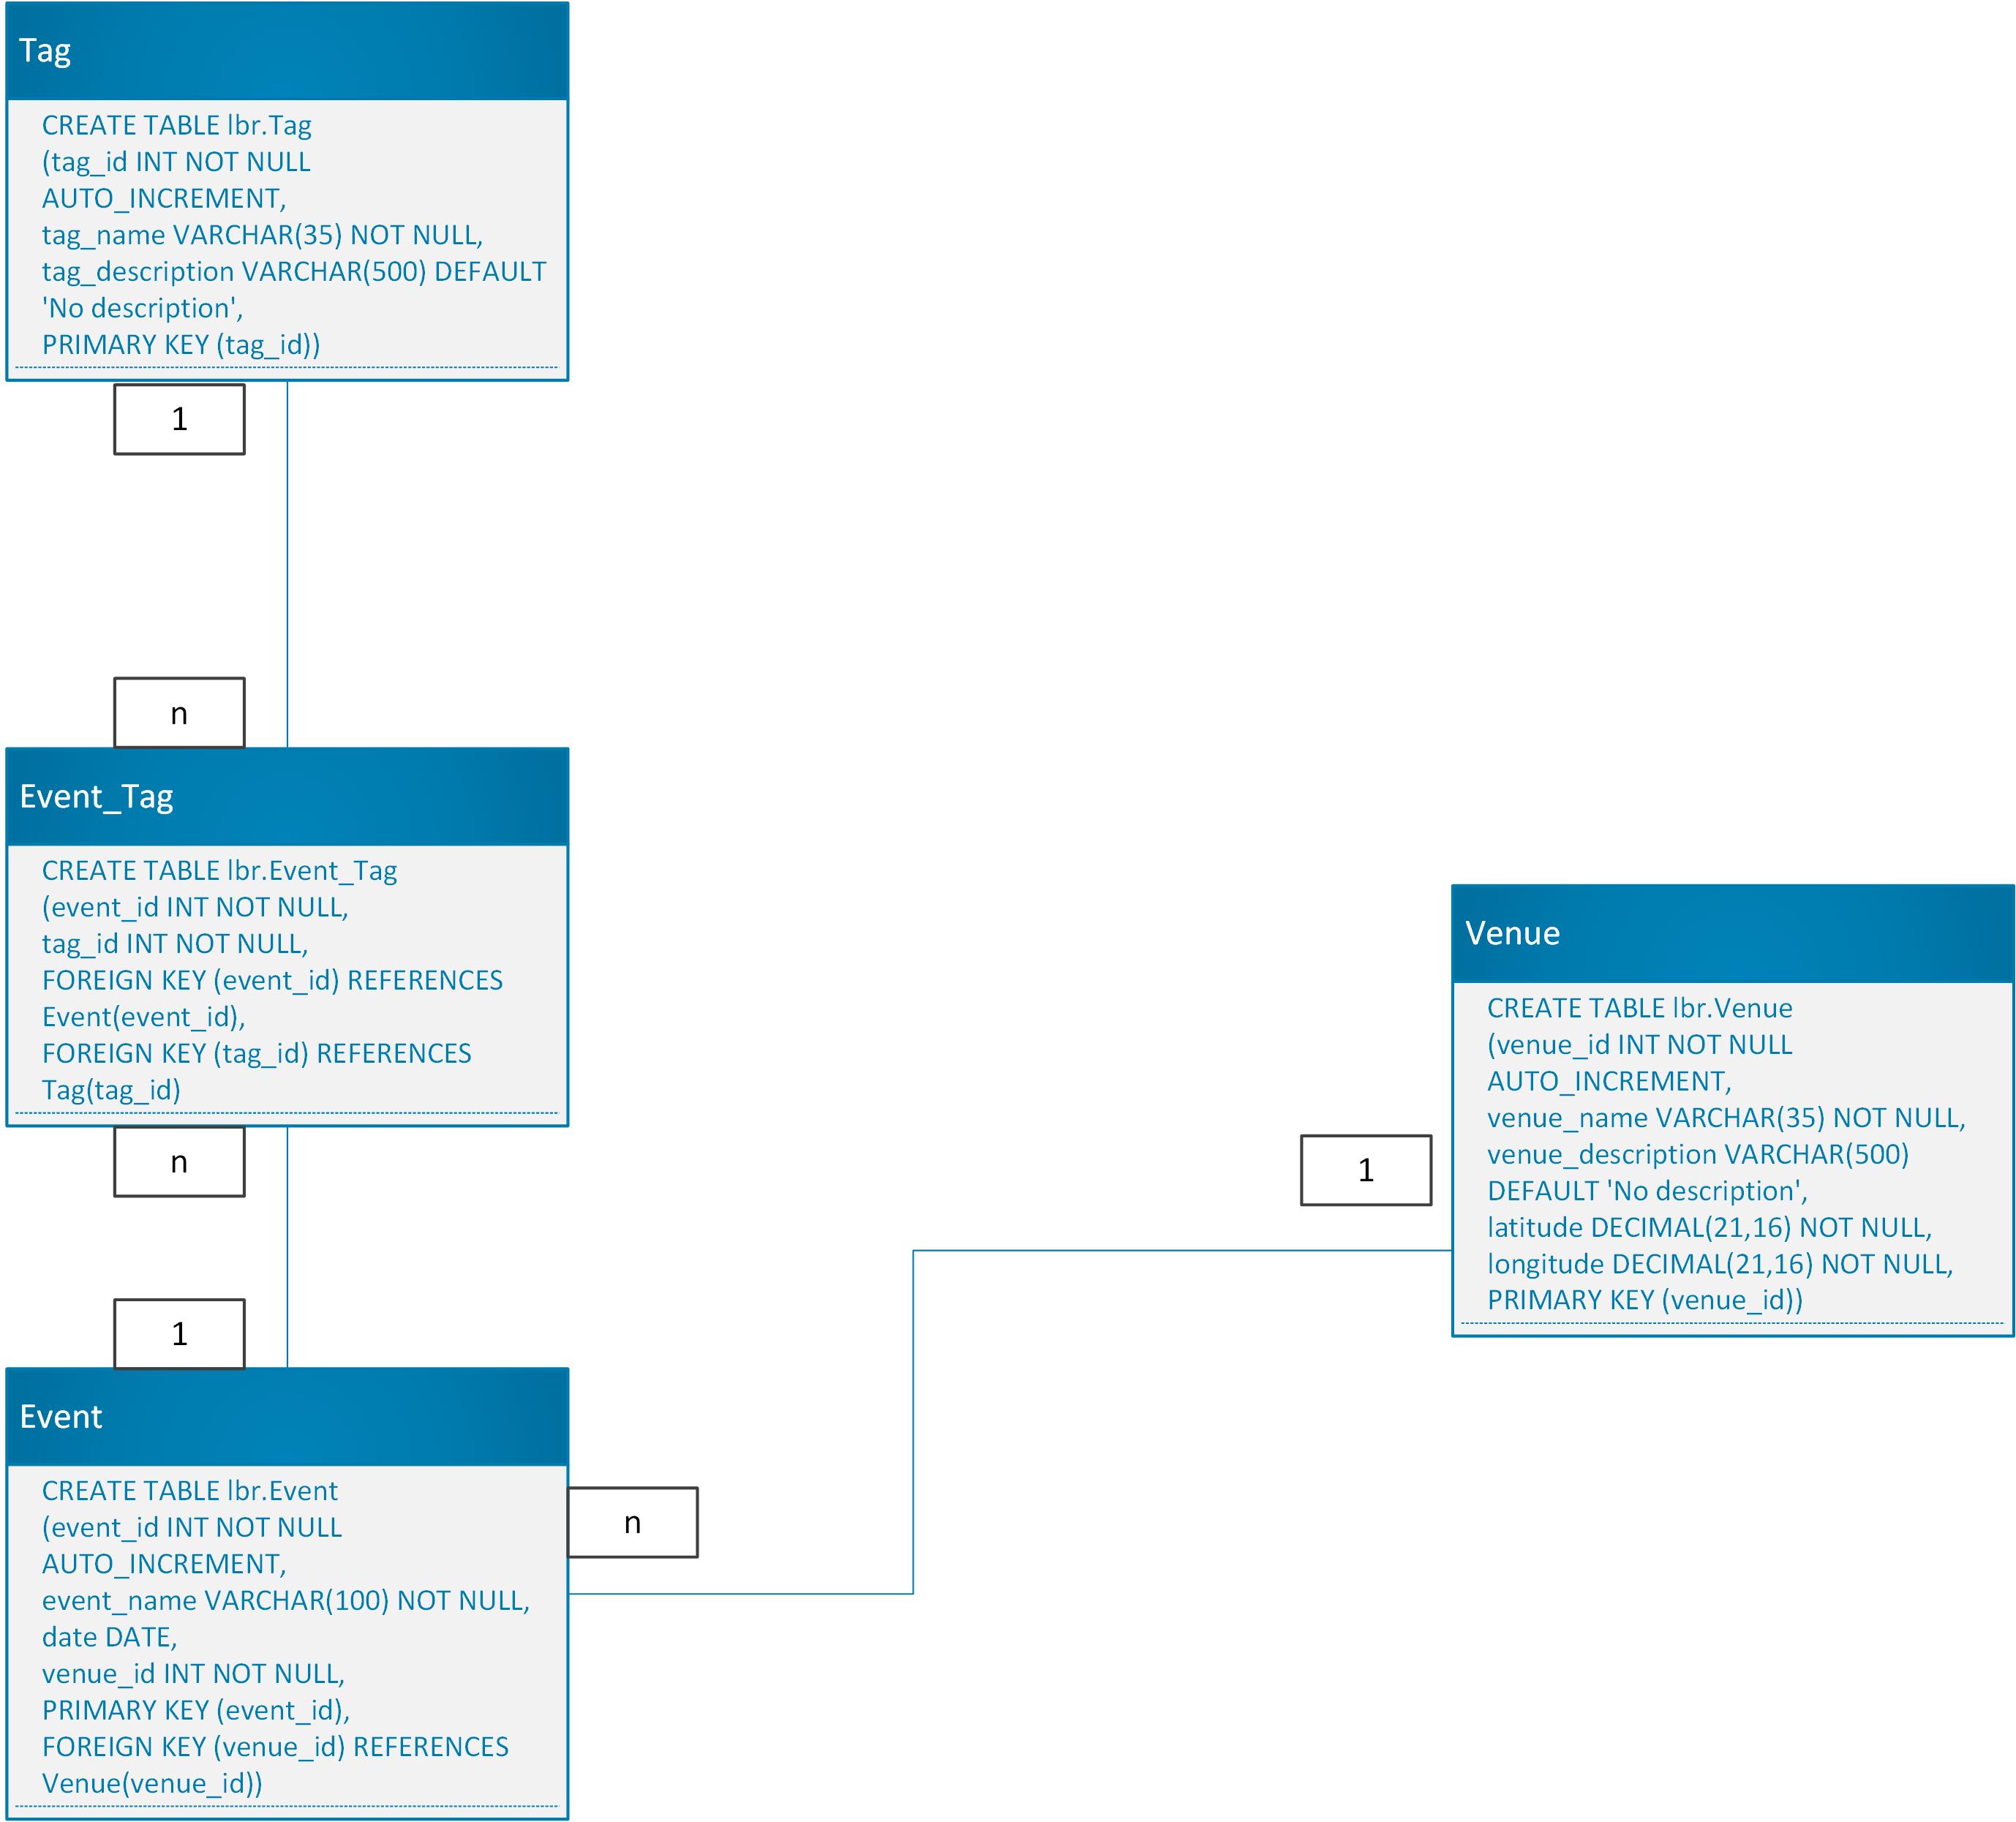 Tag
CREATE TABLE lbr.Tag
(tag_id INT NOT NULL
AUTO_INCREMENT,
tag_name VARCHAR(35) NOT NULL,
tag_description VARCHAR(500) DEFAULT
'No description',
PRIMARY KEY (tag_id))
1
n
Event_Tag
CREATE TABLE lbr.Event_Tag
(event_id INT NOT NULL,
tag_id INT NOT NULL,
FOREIGN KEY (event_id) REFERENCES
Event(event_id),
FOREIGN KEY (tag_id) REFERENCES
Tag(tag_id)
n
1
Event
CREATE TABLE lbr.Event
(event_id INT NOT NULL
AUTO_INCREMENT,
event_name VARCHAR(100) NOT NULL,
date DATE,
venue_id INT NOT NULL,
PRIMARY KEY (event_id),
FOREIGN KEY (venue_id) REFERENCES
Venue(venue_id))
n
1
Venue
CREATE TABLE lbr.Venue
(venue_id INT NOT NULL
AUTO_INCREMENT,
venue_name VARCHAR(35) NOT NULL,
venue_description VARCHAR(500)
DEFAULT 'No description',
latitude DECIMAL(21,16) NOT NULL,
longitude DECIMAL(21,16) NOT NULL,
PRIMARY KEY (venue_id))